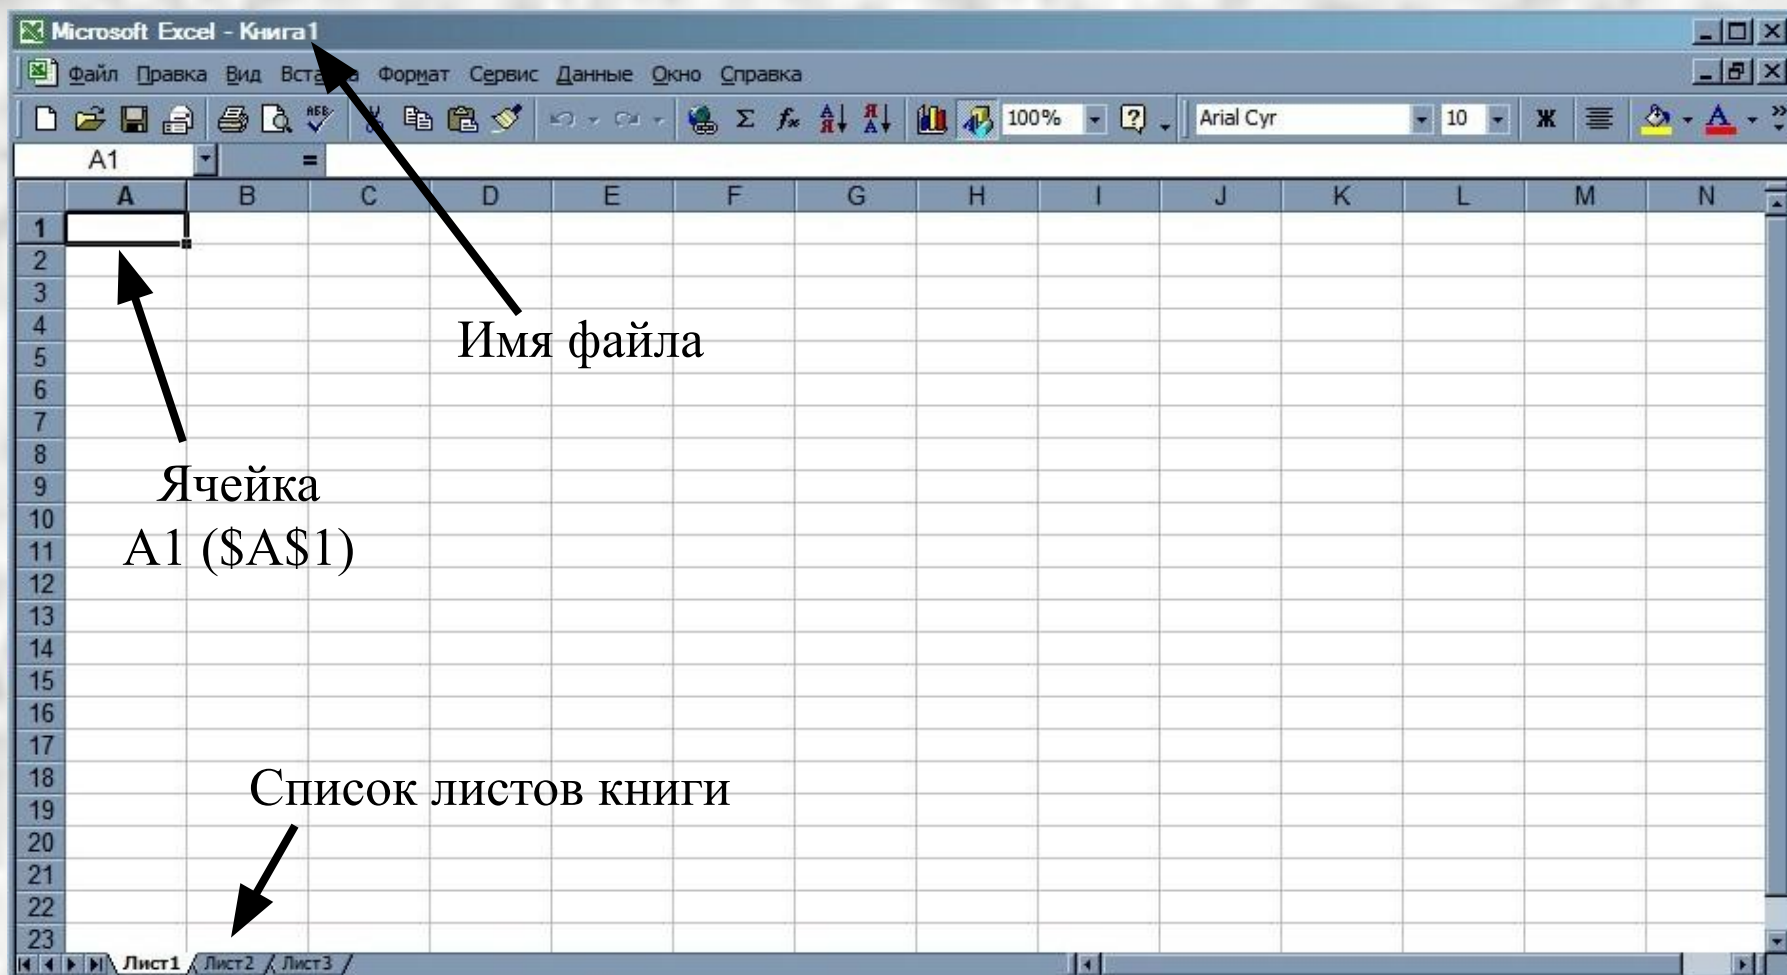 Microsoft Excel - Книга1
Файл Правка Вид Вставка Формат Сервис Данные Окно Справка
100% Arial Cyr 10 Ж
A1 =
A B C D E F G H I J K L M N
1
2
3
4
Имя файла
5
6
7
8
9
Ячейка
10
11
A1 ($A$1)
12
13
14
15
16
17
18
Список листов книги
19
20
21
22
23
Лист1 Лист2 Лист3